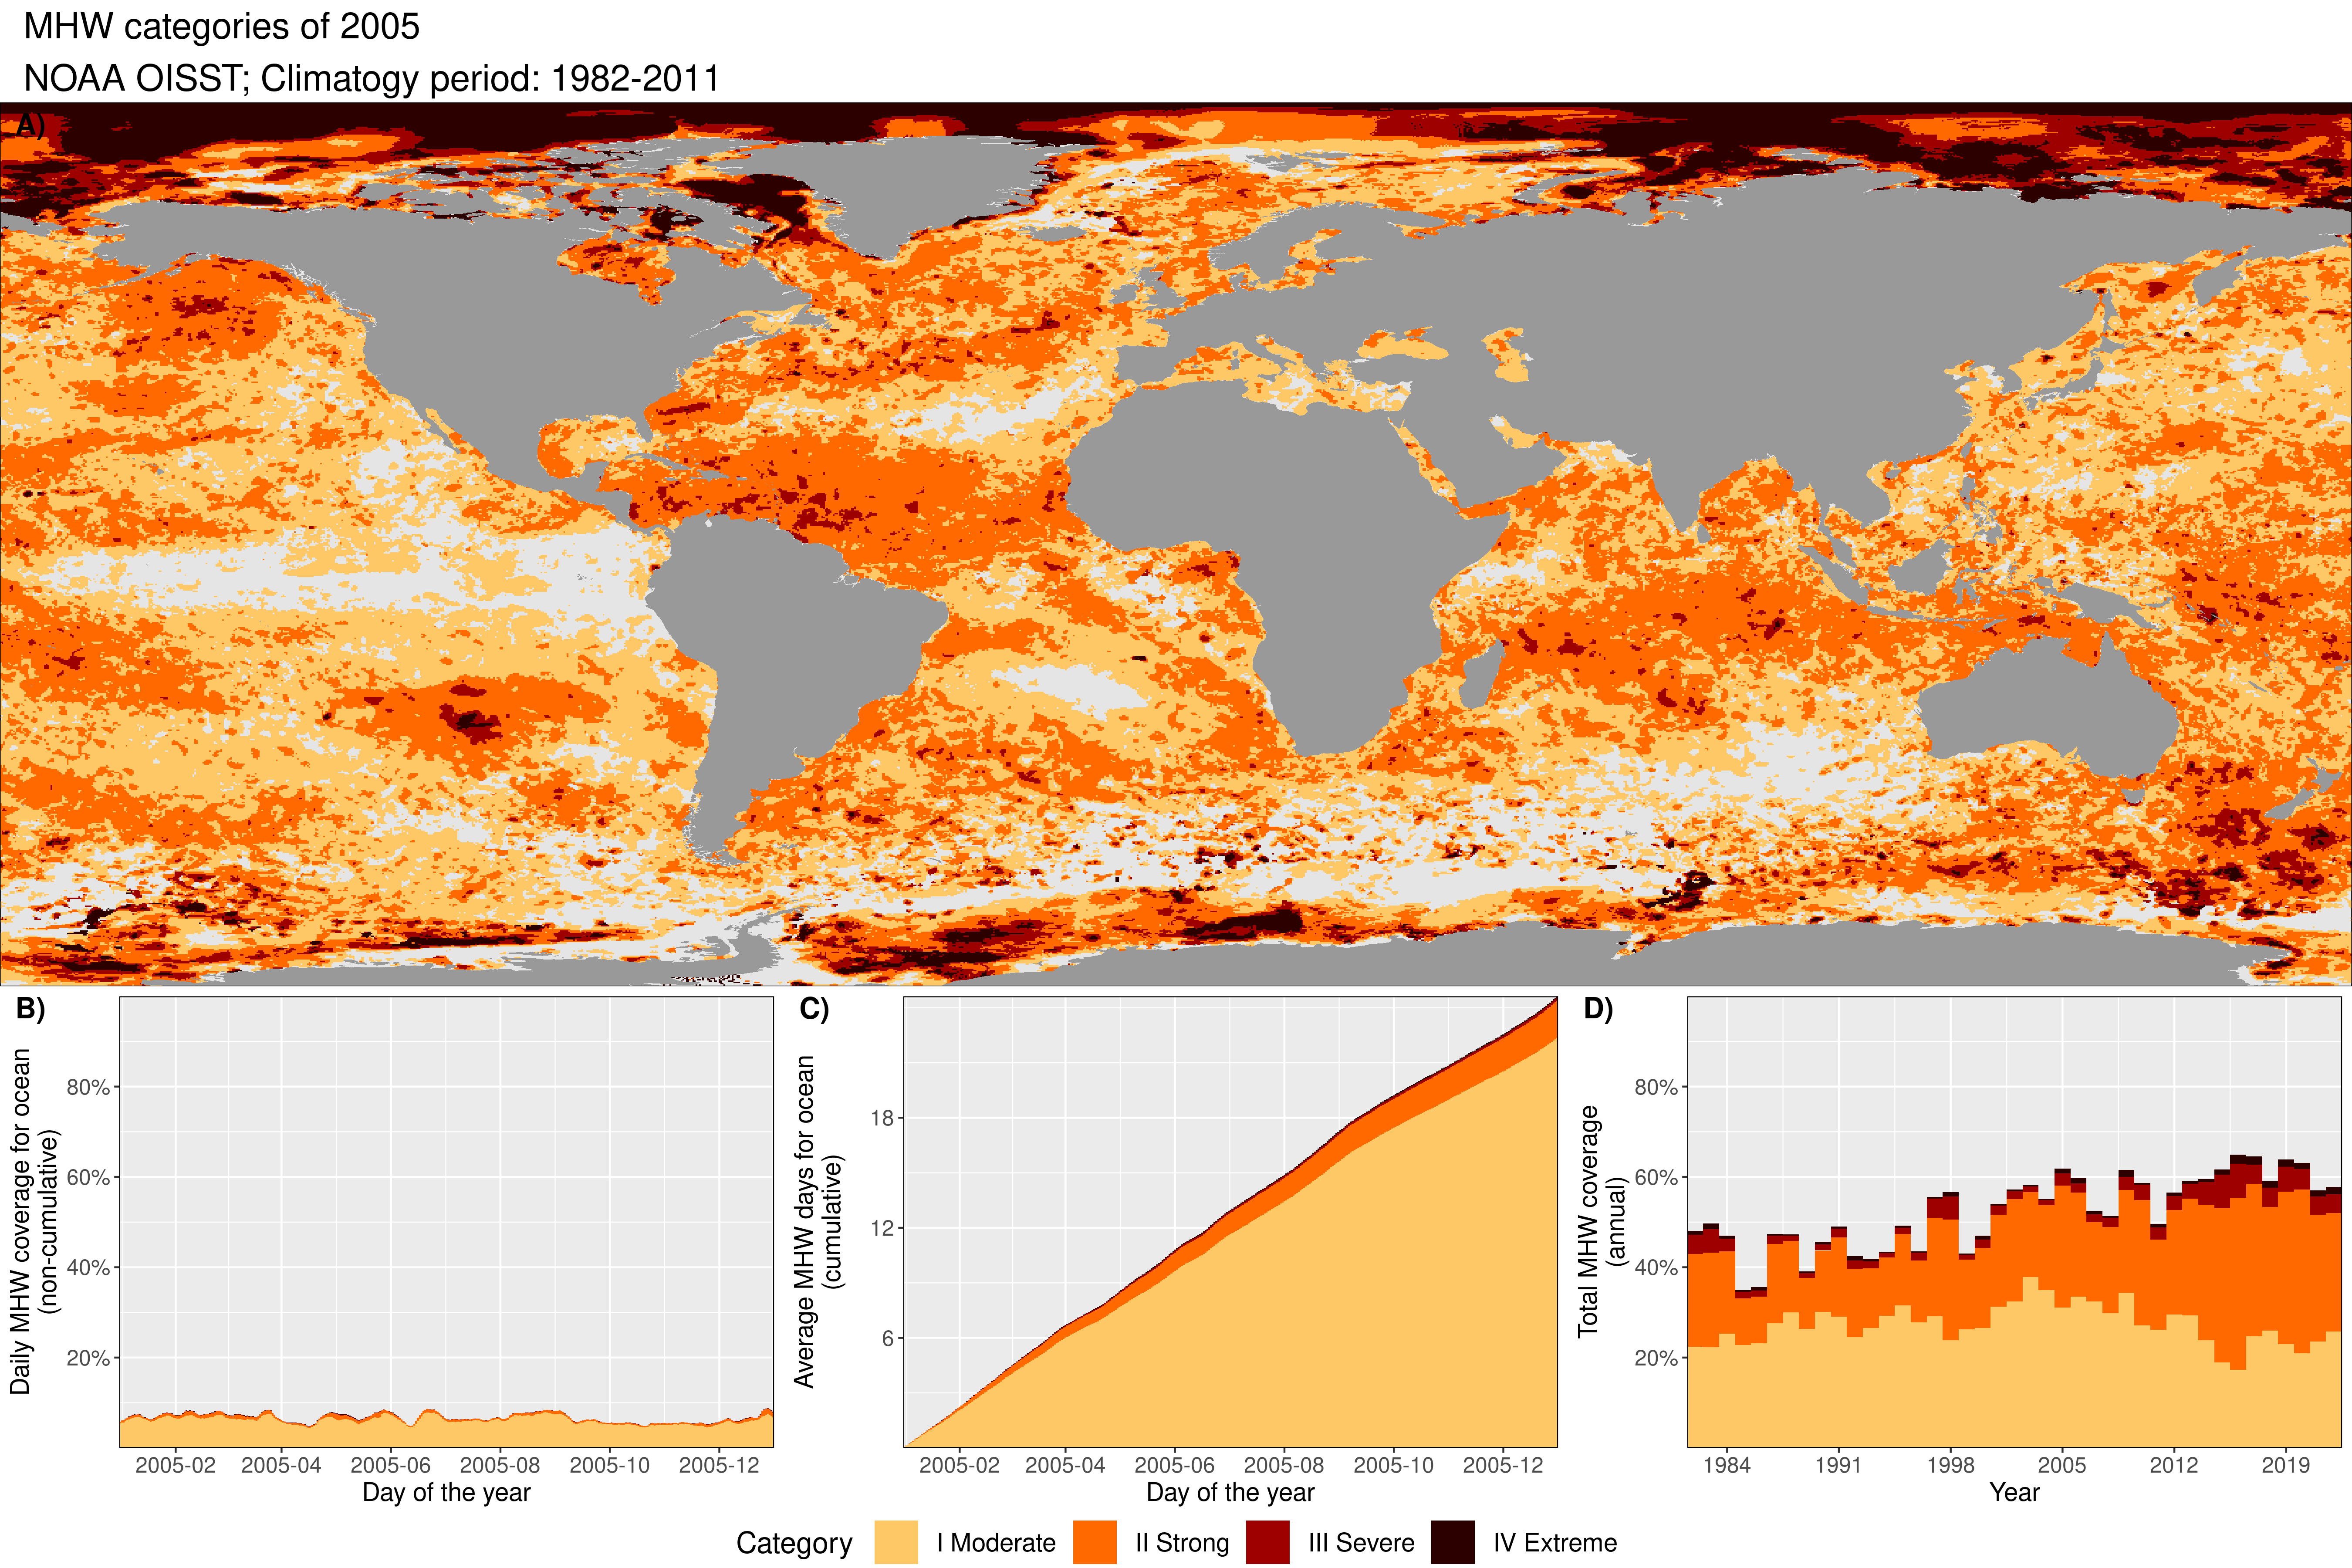 MHW categories of 2005
NOAA OISST; Climatogy period: 1982-2011
A)
B)
Daily MHW coverage for ocean
(non-cumulative)
80%
60%
40%
20%
2005-02 2005-04 2005-06 2005-08 2005-10 2005-12
Day of the year
C)
Average MHW days for ocean
(cumulative)
18
12
6
2005-02 2005-04 2005-06 2005-08 2005-10 2005-12
Day of the year
D)
Total MHW coverage
(annual)
80%
60%
40%
20%
1984 1991 1998 2005 2012 2019
Year
Category I Moderate II Strong III Severe IV Extreme